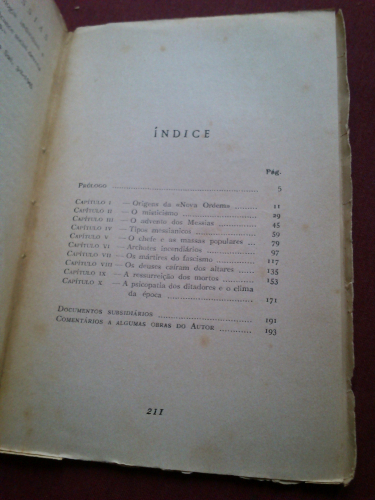 ÍNDICE
Pág.
PRÓLOGO ........ 5
CAPÍTULO I — Origens da «Nova Ordem» ........ 11
CAPÍTULO II — O misticismo ........ 29
CAPÍTULO III — O advento dos Messias ........ 45
CAPÍTULO IV — Tipos messiânicos ........ 59
CAPÍTULO V — O chefe e as massas populares ........ 79
CAPÍTULO VI — Archotes incendiários ........ 97
CAPÍTULO VII — Os mártires do fascismo ........ 117
CAPÍTULO VIII — Os deuses caíram dos altares ........ 135
CAPÍTULO IX — A ressurreição dos mortos ........ 153
CAPÍTULO X — A psicopatia dos ditadores e o clima
da época ........ 171
DOCUMENTOS SUBSIDIÁRIOS ........ 191
COMENTÁRIOS A ALGUMAS OBRAS DO AUTOR ........ 193
211